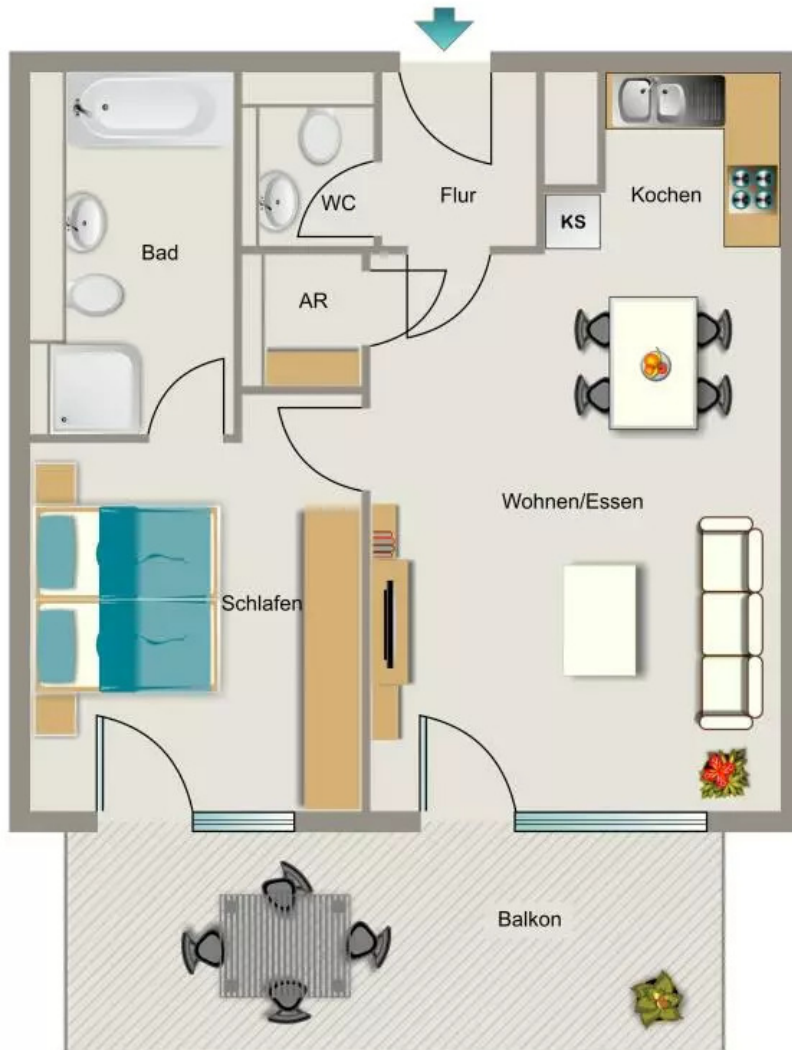 WC
Flur
Kochen
KS
Bad
AR
Wohnen/Essen
Schlafen
Balkon